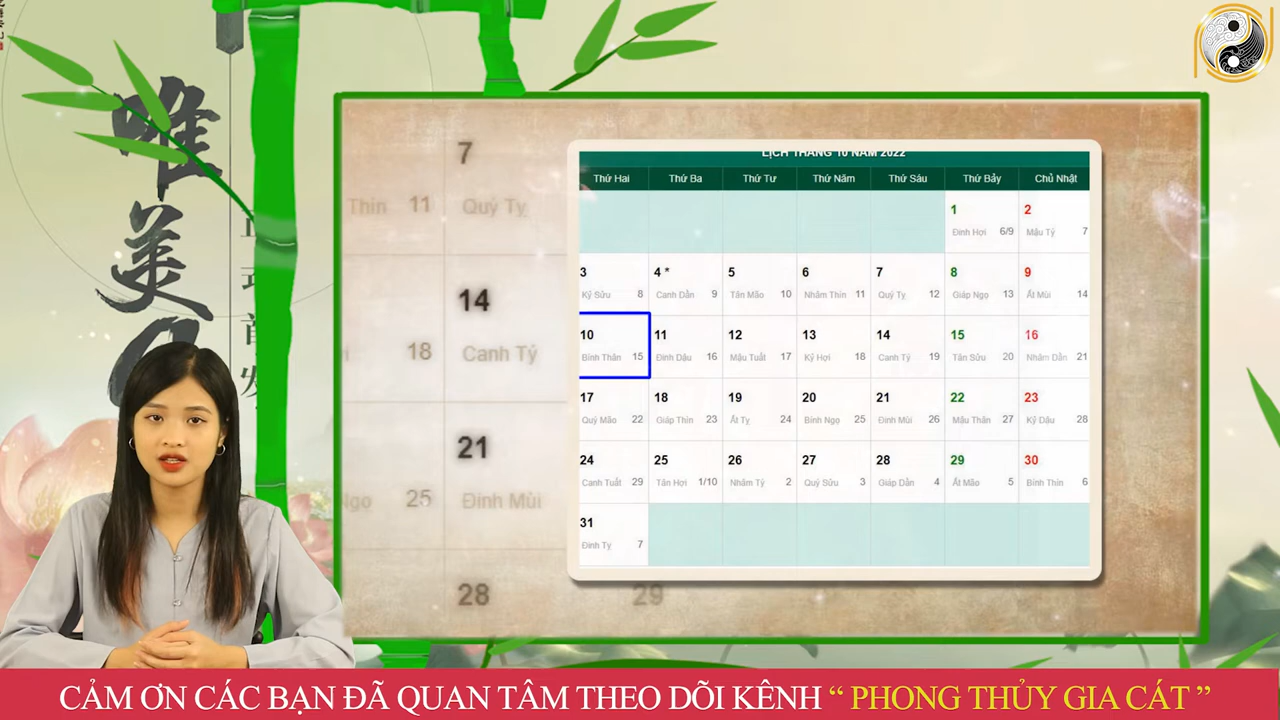 唯
美
7
Thìn 11 Quý Tỵ
14
18 Canh Tý
21
Ngọ 25 Đinh Mùi
28 29
LỊCH THÁNG 10 NĂM 2022
Thứ Hai Thứ Ba Thứ Tư Thứ Năm Thứ Sáu Thứ Bảy Chủ Nhật
1 2
Đinh Hợi 6/9 Mậu Tý 7
3 4 * 5 6 7 8 9
Kỷ Sửu 8 Canh Dần 9 Tân Mão 10 Nhâm Thìn 11 Quý Tỵ 12 Giáp Ngọ 13 Ất Mùi 14
10 11 12 13 14 15 16
Bính Thân 15 Đinh Dậu 16 Mậu Tuất 17 Kỷ Hợi 18 Canh Tý 19 Tân Sửu 20 Nhâm Dần 21
17 18 19 20 21 22 23
Quý Mão 22 Giáp Thìn 23 Ất Tỵ 24 Bính Ngọ 25 Đinh Mùi 26 Mậu Thân 27 Kỷ Dậu 28
24 25 26 27 28 29 30
Canh Tuất 29 Tân Hợi 1/10 Nhâm Tý 2 Quý Sửu 3 Giáp Dần 4 Ất Mão 5 Bính Thìn 6
31
Đinh Tỵ 7
CẢM ƠN CÁC BẠN ĐÃ QUAN TÂM THEO DÕI KÊNH “ PHONG THỦY GIA CÁT ”